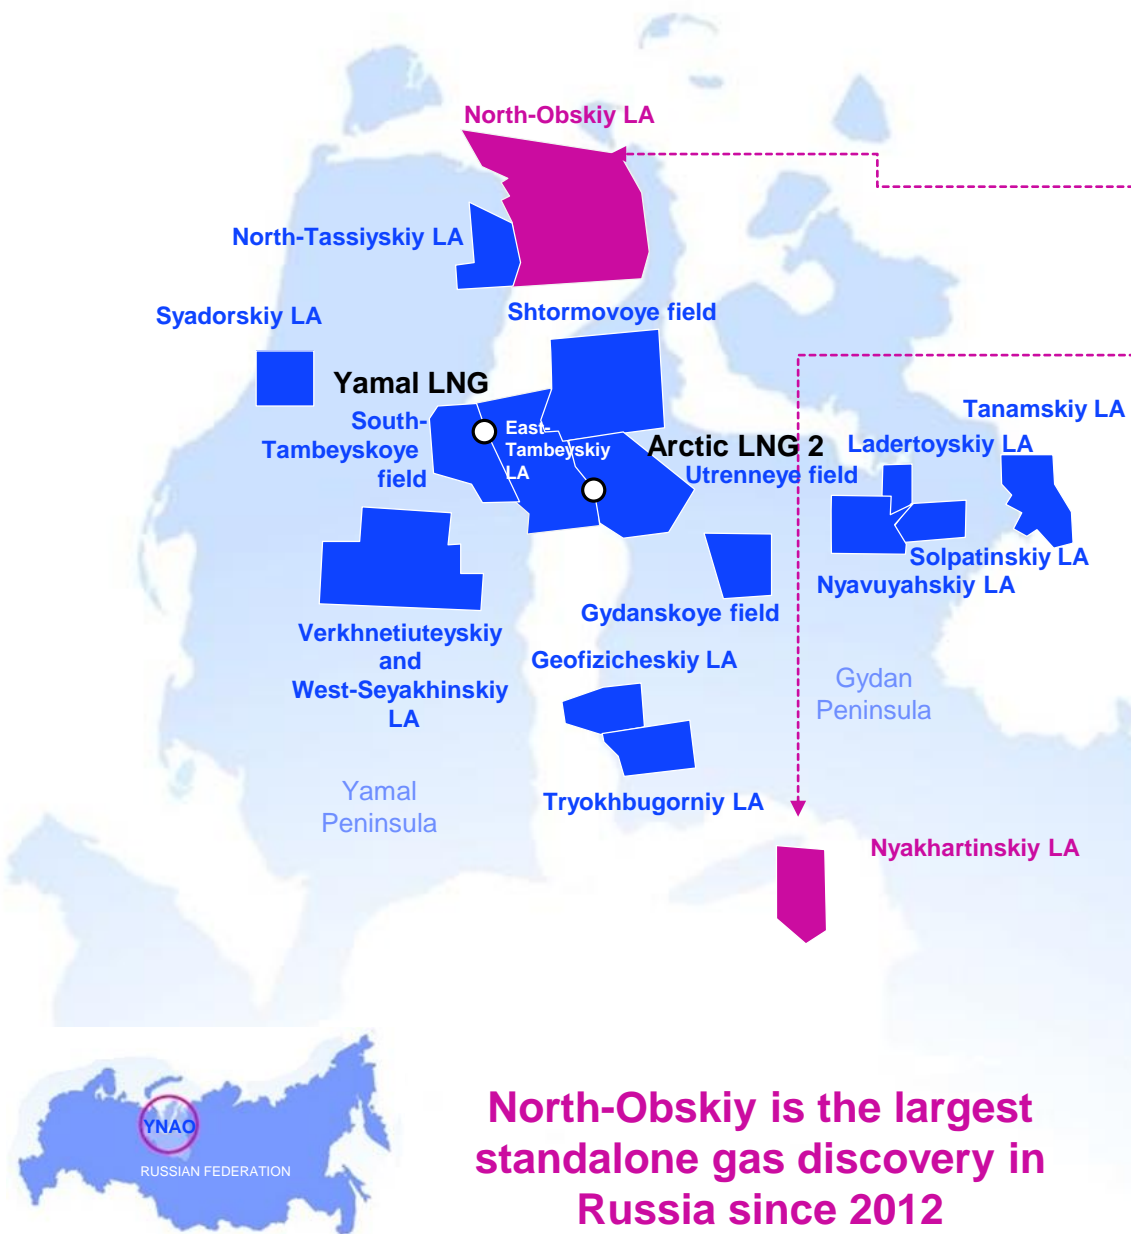 North-Obskiy LA
North-Tassiyskiy LA
Syadorskiy LA
Shtormovoye field
Yamal LNG
South-
Tambeyskoye
field
East-
Tambeyskiy
LA
Arctic LNG 2
Utrenneye field
Tanamskiy LA
Ladertoyskiy LA
Solpatinskiy LA
Nyavuyahskiy LA
Gydanskoye field
Verkhnetiuteyskiy
and
West-Seyakhinskiy
LA
Geofizicheskiy LA
Gydan
Peninsula
Yamal
Peninsula
Tryokhbugorniy LA
Nyakhartinskiy LA
YNAO
RUSSIAN FEDERATION
North-Obskiy is the largest
standalone gas discovery in
Russia since 2012